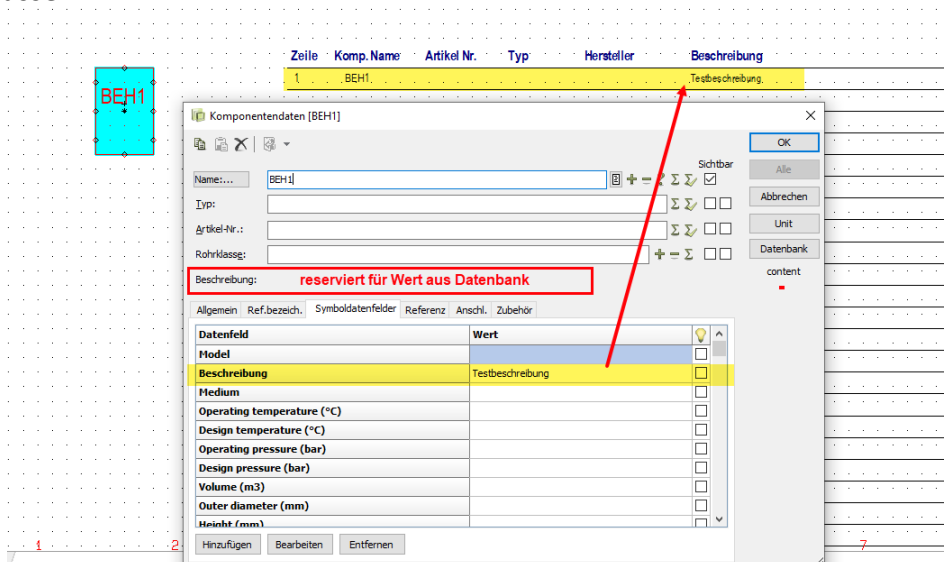 Zeile Komp. Name Artikel Nr. Typ Hersteller Beschreibung
1 BEH1 Testbeschreibung
BEH1
Komponentendaten [BEH1]
OK
Sichtbar
Alle
Name:... BEH1
Typ:
Abbrechen
Artikel-Nr.:
Unit
Rohrklasse:
Datenbank
Beschreibung: reserviert für Wert aus Datenbank
content
Allgemein Ref.bezeich. Symboldatenfelder Referenz Anschl. Zubehör
Datenfeld Wert
Model
Beschreibung Testbeschreibung
Medium
Operating temperature (°C)
Design temperature (°C)
Operating pressure (bar)
Design pressure (bar)
Volume (m3)
Outer diameter (mm)
Height (mm)
Hinzufügen Bearbeiten Entfernen
1 2 7